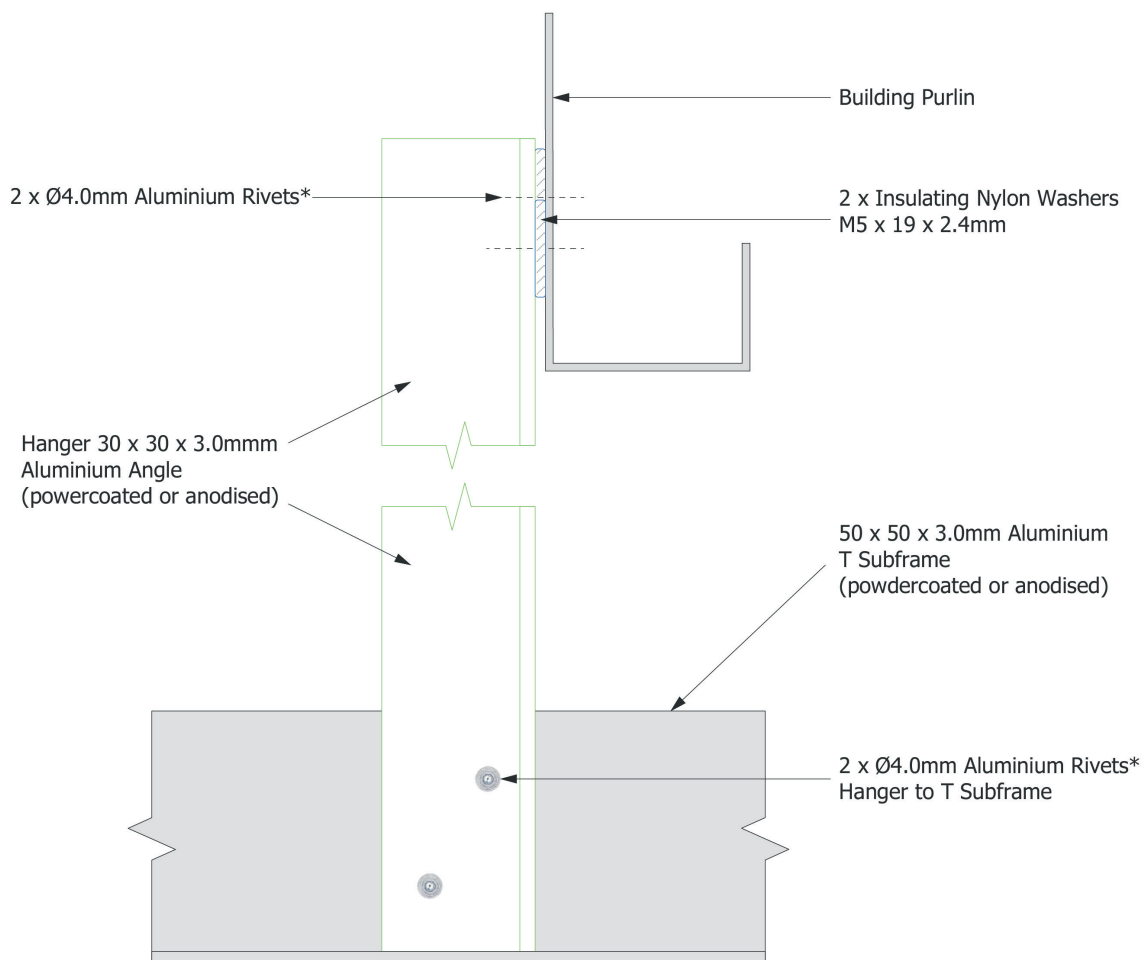 Building Purlin
2 x Ø4.0mm Aluminium Rivets*
2 x Insulating Nylon Washers
M5 x 19 x 2.4mm
Hanger 30 x 30 x 3.0mmm
Aluminium Angle
(powercoated or anodised)
50 x 50 x 3.0mm Aluminium
T Subframe
(powdercoated or anodised)
2 x Ø4.0mm Aluminium Rivets*
Hanger to T Subframe